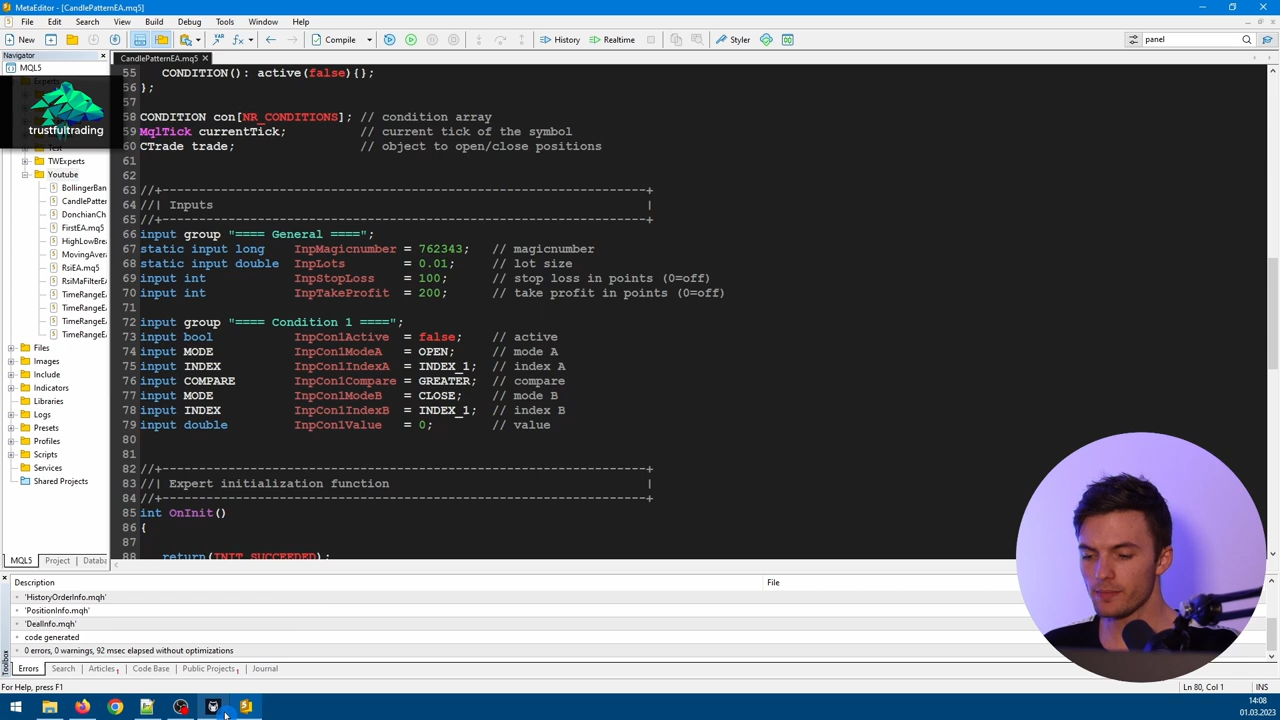 MetaEditor - [CandlePatternEA.mq5]
File Edit Search View Build Debug Tools Window Help
New Compile History Realtime Styler panel
Navigator
CandlePatternEA.mq5
MQL5
trustfultrading
TWExperts
Youtube
BollingerBan
CandlePatter
DonchianCh
FirstEA.mq5
HighLowBrea
MovingAvera
RsiEA.mq5
RsiMaFilterEA
TimeRangeEA
TimeRangeEA
TimeRangeEA
Files
Images
Include
Indicators
Libraries
Logs
Presets
Profiles
Scripts
Services
Shared Projects
MQL5 Project Databa
55 CONDITION(): active(false){};
56 };
57
58 CONDITION con[NR_CONDITIONS]; // condition array
59 MqlTick currentTick; // current tick of the symbol
60 CTrade trade; // object to open/close positions
61
62
63 //+------------------------------------------------------------------+
64 //| Inputs |
65 //+------------------------------------------------------------------+
66 input group "==== General ====";
67 static input long InpMagicnumber = 762343; // magicnumber
68 static input double InpLots = 0.01; // lot size
69 input int InpStopLoss = 100; // stop loss in points (0=off)
70 input int InpTakeProfit = 200; // take profit in points (0=off)
71
72 input group "==== Condition 1 ====";
73 input bool InpCon1Active = false; // active
74 input MODE InpCon1ModeA = OPEN; // mode A
75 input INDEX InpCon1IndexA = INDEX_1; // index A
76 input COMPARE InpCon1Compare = GREATER; // compare
77 input MODE InpCon1ModeB = CLOSE; // mode B
78 input INDEX InpCon1IndexB = INDEX_1; // index B
79 input double InpCon1Value = 0; // value
80
81
82 //+------------------------------------------------------------------+
83 //| Expert initialization function |
84 //+------------------------------------------------------------------+
85 int OnInit()
86 {
87
88 return(INIT_SUCCEEDED);
Description File
'HistoryOrderInfo.mqh'
'PositionInfo.mqh'
'DealInfo.mqh'
code generated
0 errors, 0 warnings, 92 msec elapsed without optimizations
Toolbox
Errors Search Articles 1 Code Base Public Projects 1 Journal
For Help, press F1 Ln 80, Col 1 INS
14:08
01.03.2023